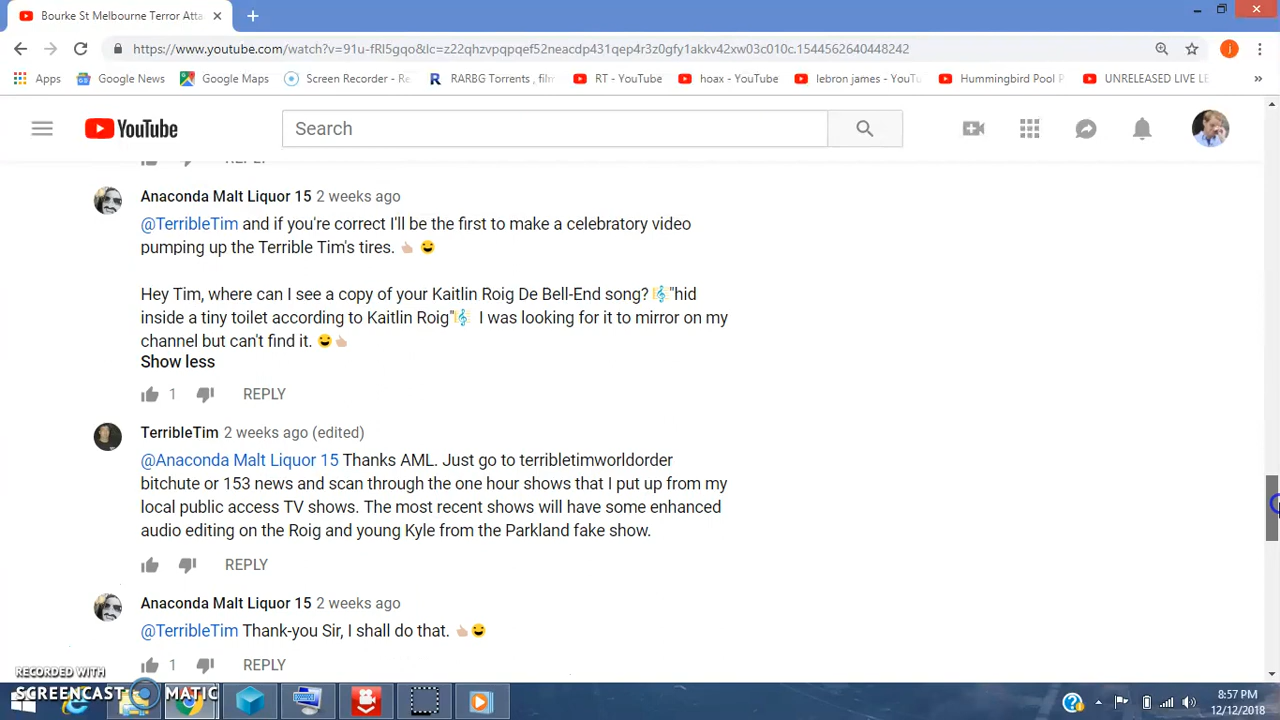 Bourke St Melbourne Terror Atta
https://www.youtube.com/watch?v=91u-fRl5gqo&lc=z22qhzvpqpqef52neacdp431qep4r3z0gfy1akkv42xw03c010c.1544562640448242
j
Apps Google News Google Maps Screen Recorder - Re RARBG Torrents , film RT - YouTube hoax - YouTube lebron james - YouTu Hummingbird Pool P UNRELEASED LIVE LE »
YouTube
Search
REPLY
Anaconda Malt Liquor 15 2 weeks ago
@TerribleTim and if you're correct I'll be the first to make a celebratory video
pumping up the Terrible Tim's tires.
Hey Tim, where can I see a copy of your Kaitlin Roig De Bell-End song? "hid
inside a tiny toilet according to Kaitlin Roig" I was looking for it to mirror on my
channel but can't find it.
Show less
1 REPLY
TerribleTim 2 weeks ago (edited)
@Anaconda Malt Liquor 15 Thanks AML. Just go to terribletimworldorder
bitchute or 153 news and scan through the one hour shows that I put up from my
local public access TV shows. The most recent shows will have some enhanced
audio editing on the Roig and young Kyle from the Parkland fake show.
REPLY
Anaconda Malt Liquor 15 2 weeks ago
@TerribleTim Thank-you Sir, I shall do that.
1 REPLY
RECORDED WITH
SCREENCAST MATIC
8:57 PM
12/12/2018